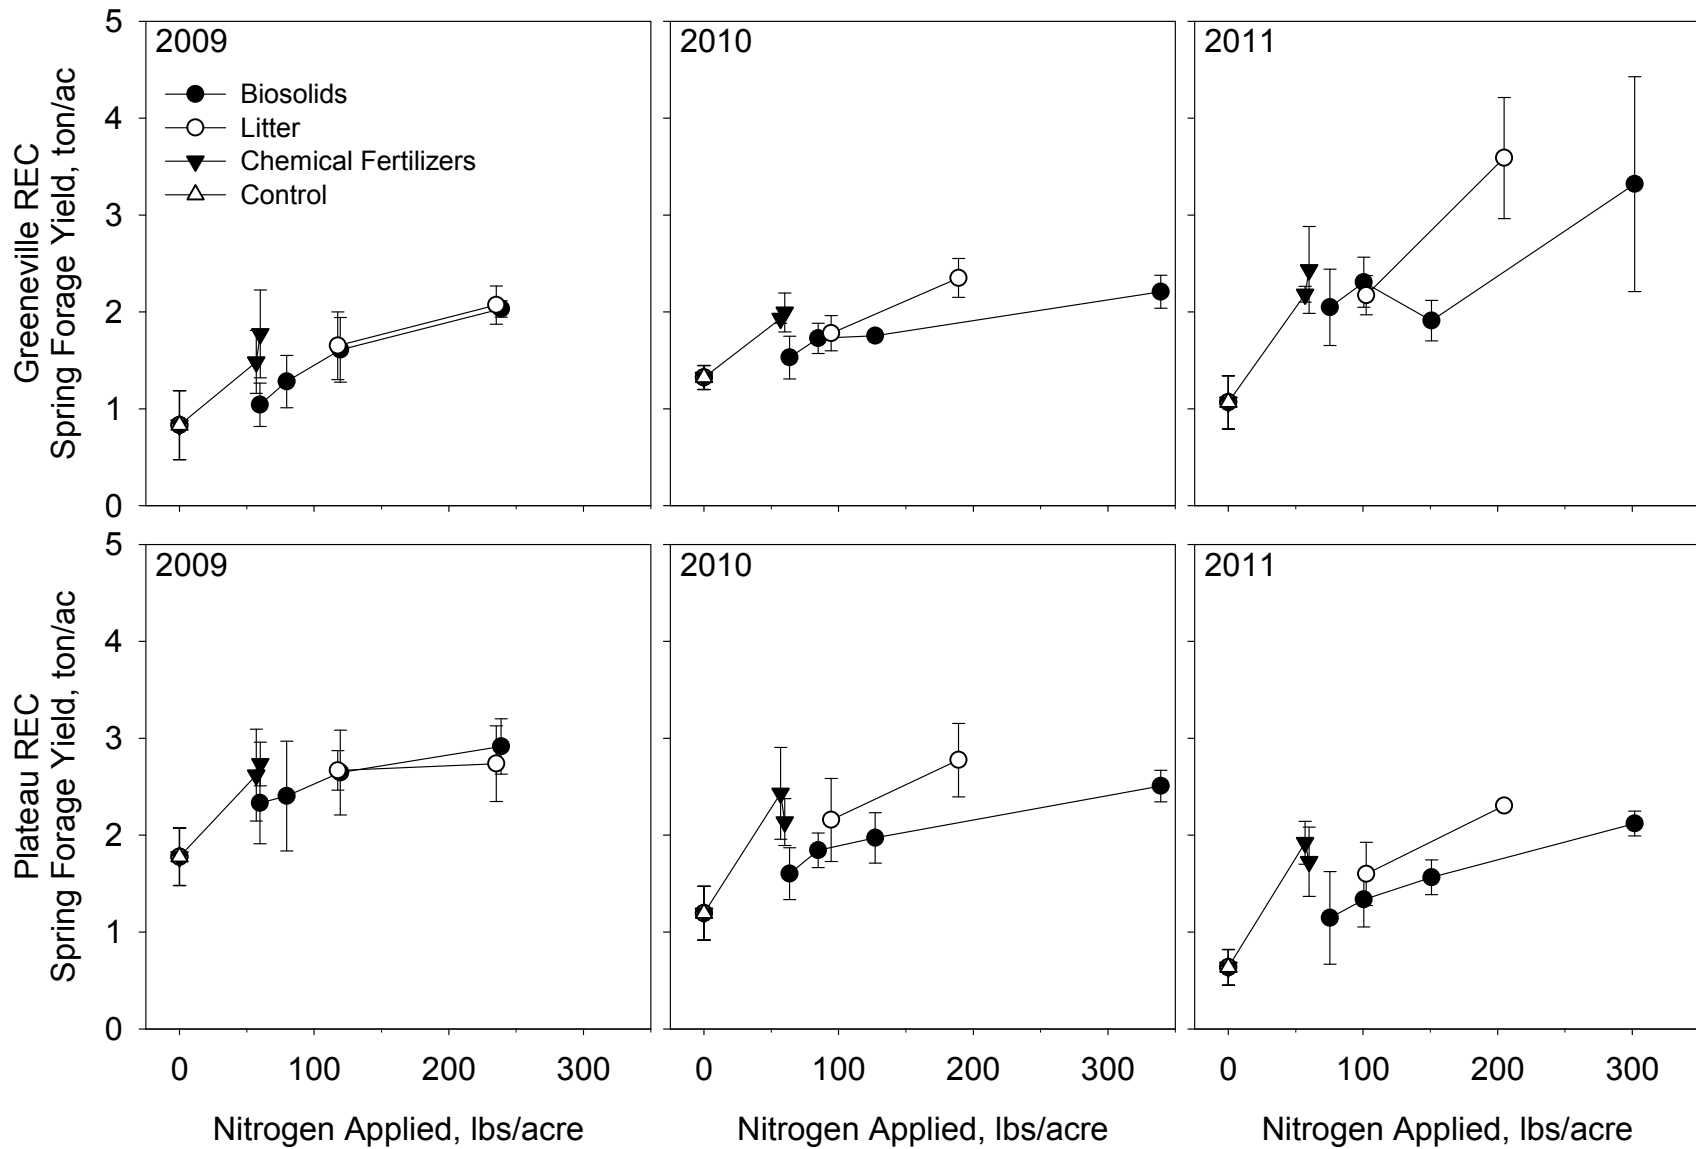 2009
2010
2011
Biosolids
Litter
Chemical Fertilizers
Control
Greeneville REC
Spring Forage Yield, ton/ac
5
4
3
2
1
0
2009
2010
2011
Plateau REC
Spring Forage Yield, ton/ac
5
4
3
2
1
0
0 100 200 300
0 100 200 300
0 100 200 300
Nitrogen Applied, lbs/acre
Nitrogen Applied, lbs/acre
Nitrogen Applied, lbs/acre